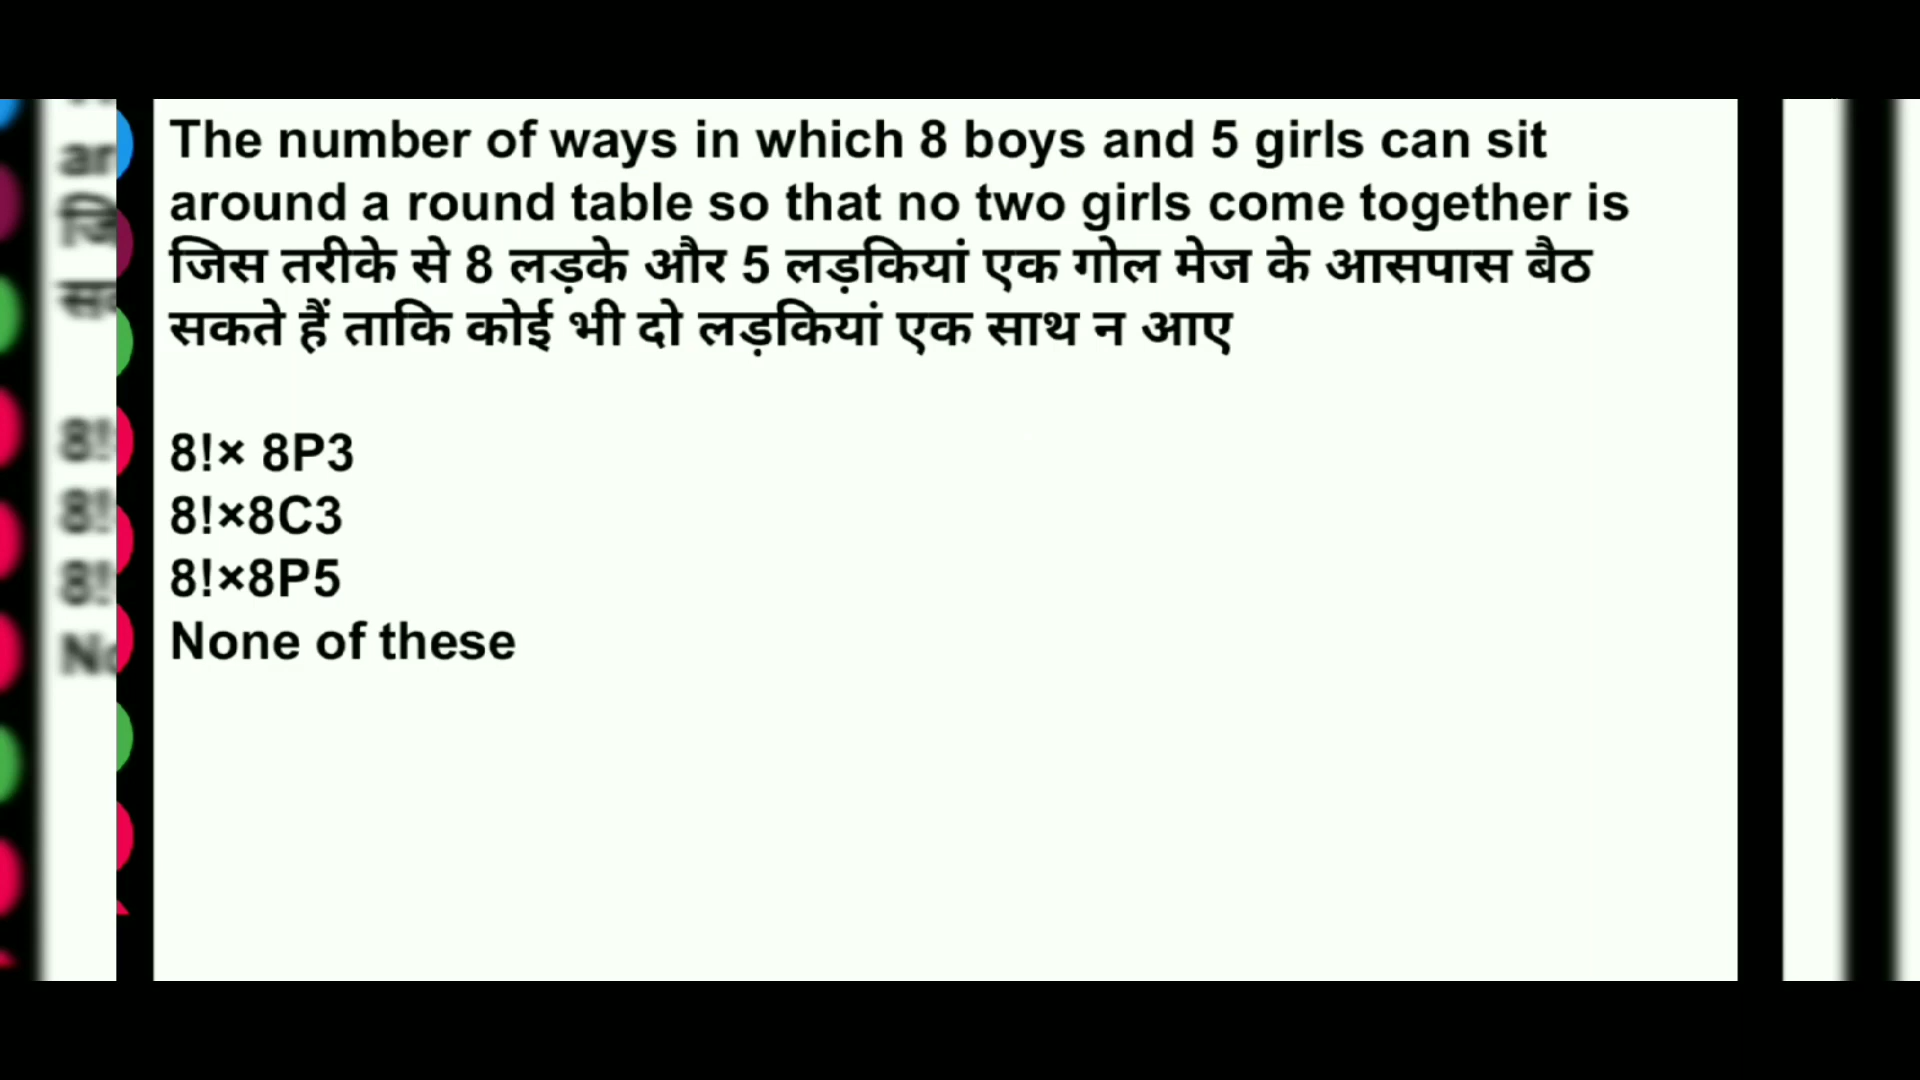 The number of ways in which 8 boys and 5 girls can sit
around a round table so that no two girls come together is
जिस तरीके से 8 लड़के और 5 लड़कियां एक गोल मेज के आसपास बैठ
सकते हैं ताकि कोई भी दो लड़कियां एक साथ न आए
8!× 8P3
8!×8C3
8!×8P5
None of these